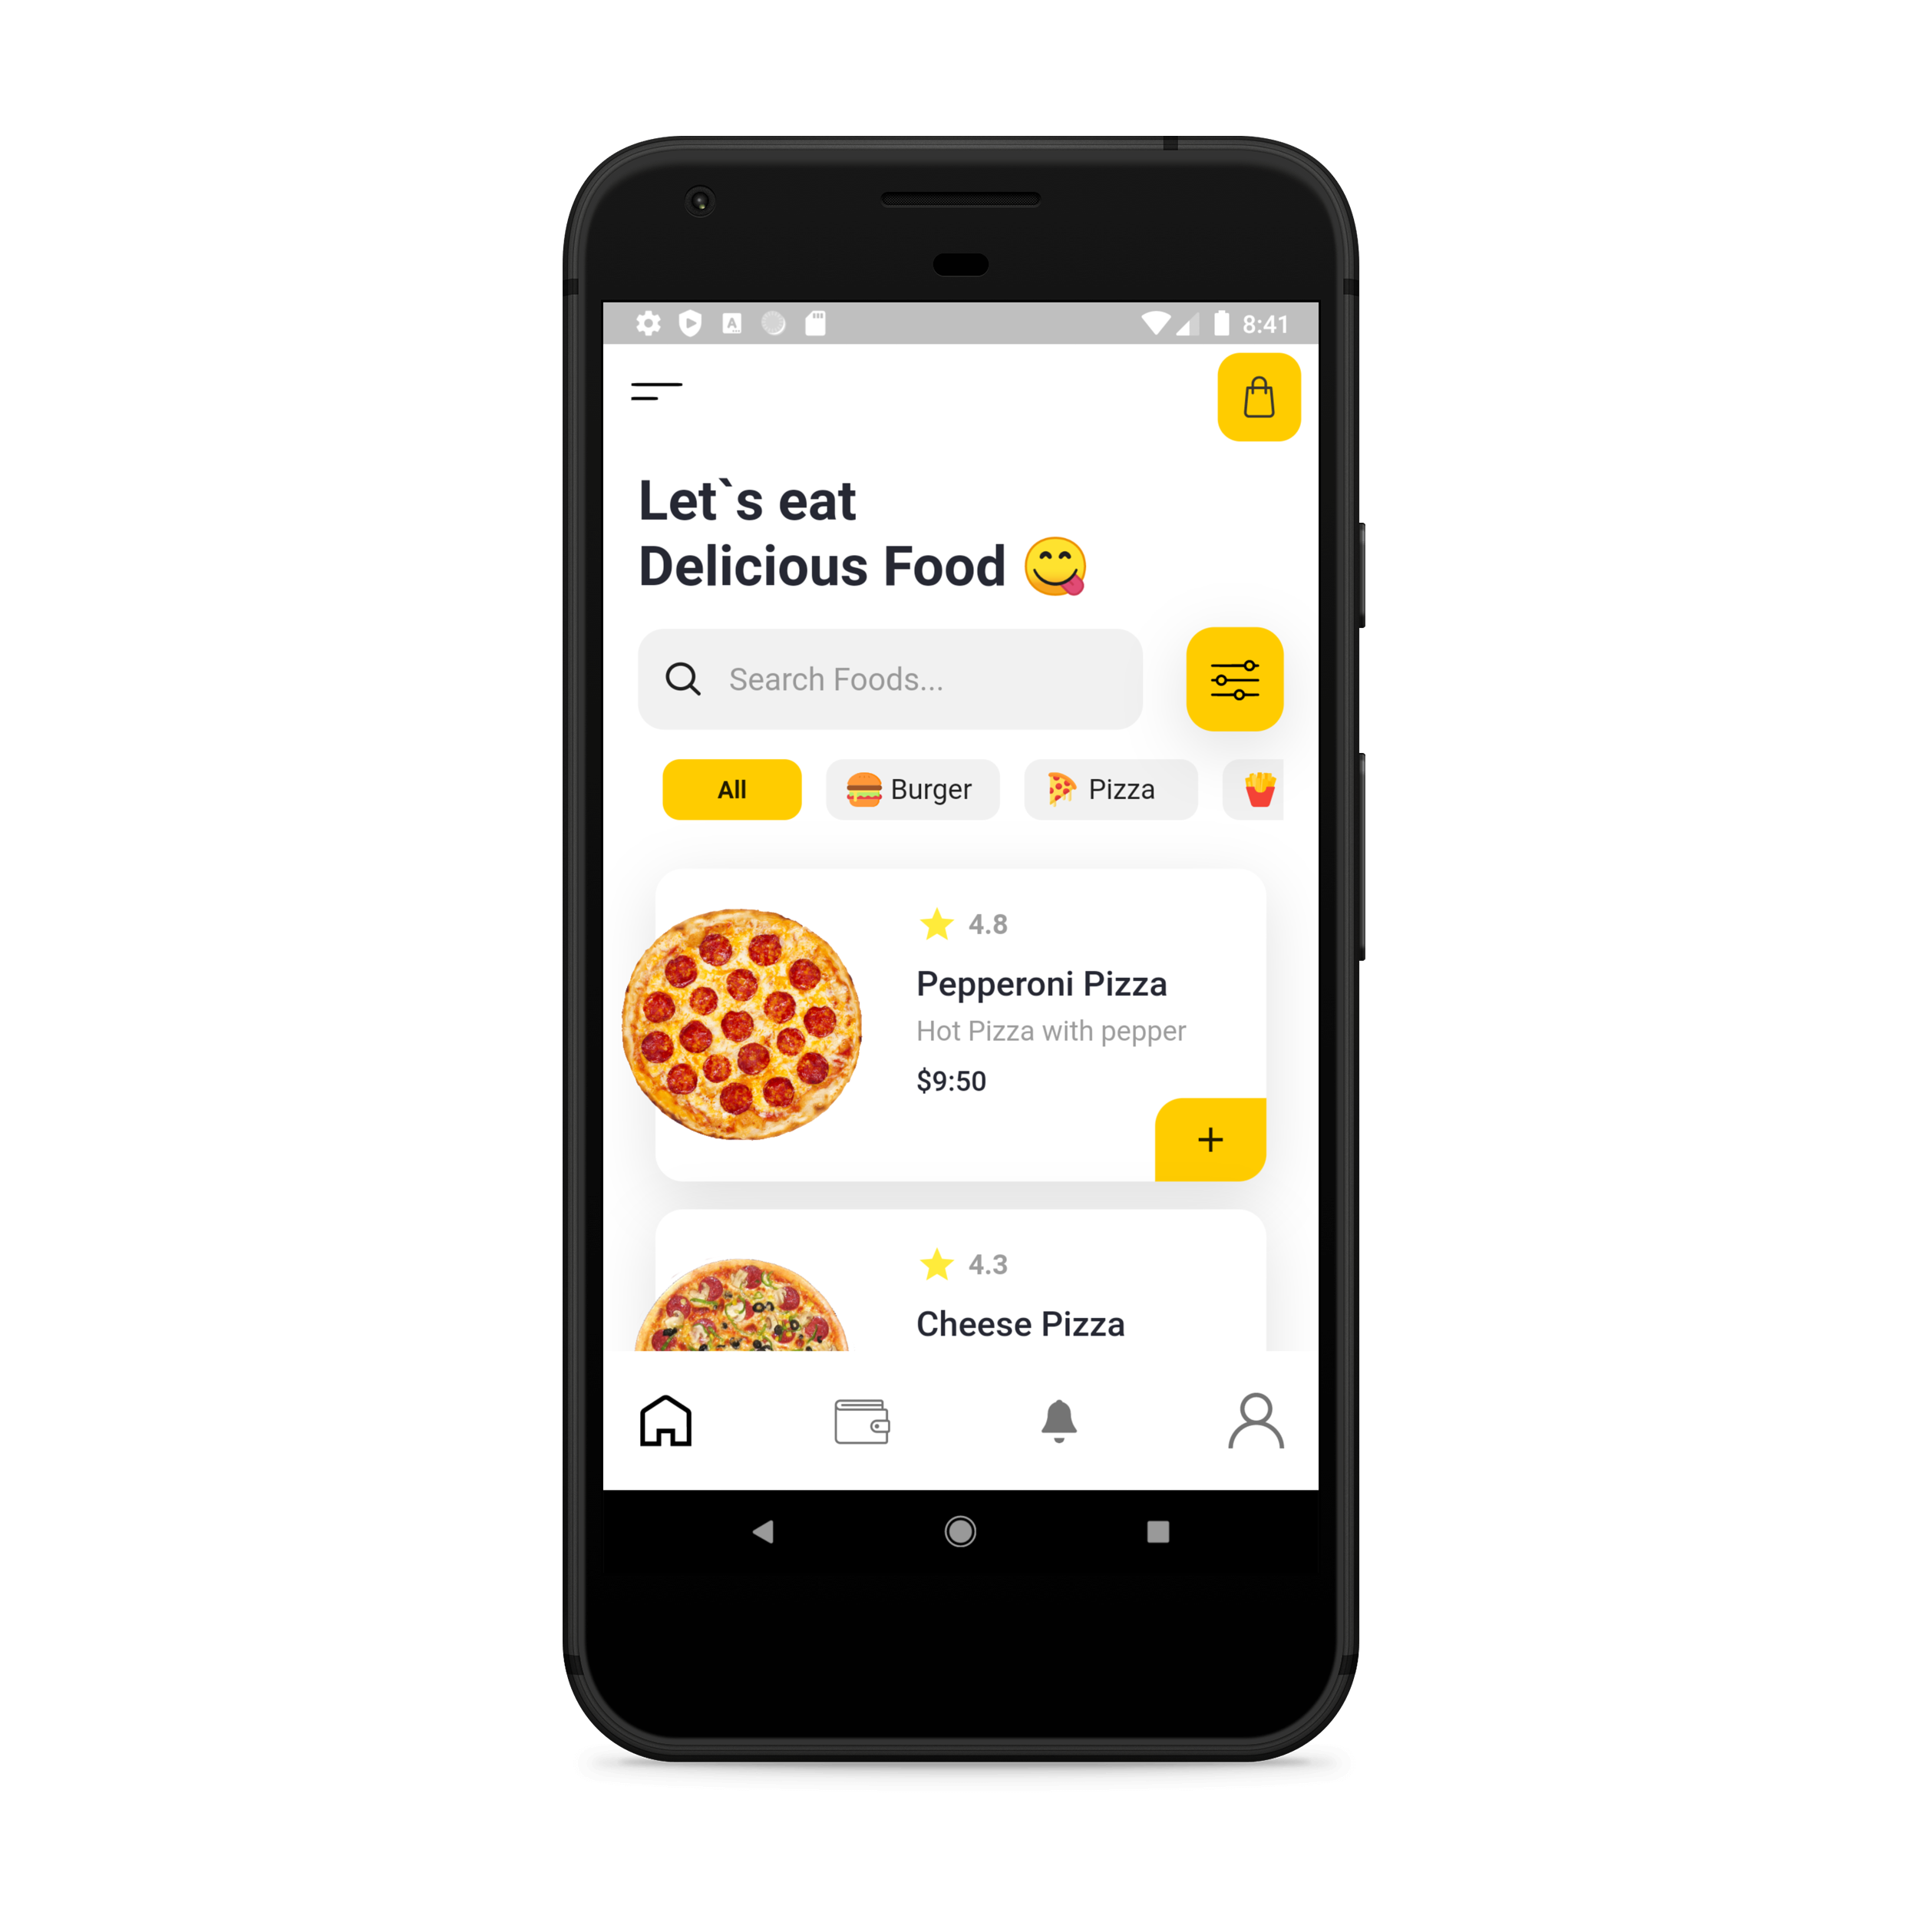 8:41
Let`s eat
Delicious Food 😋
Search Foods...
All
Burger
Pizza
4.8
Pepperoni Pizza
Hot Pizza with pepper
$9:50
+
4.3
Cheese Pizza